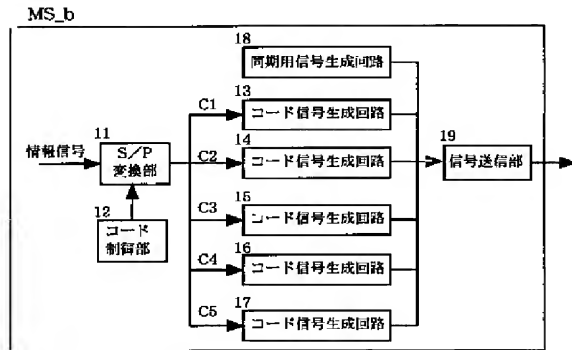 MS_b
18
同期用信号生成回路
13
C1
コード信号生成回路
11
14
19
情報信号
S/P
変換部
C2
コード信号生成回路
信号送信部
12
コード
制御部
15
C3
コード信号生成回路
16
C4
コード信号生成回路
17
C5
コード信号生成回路